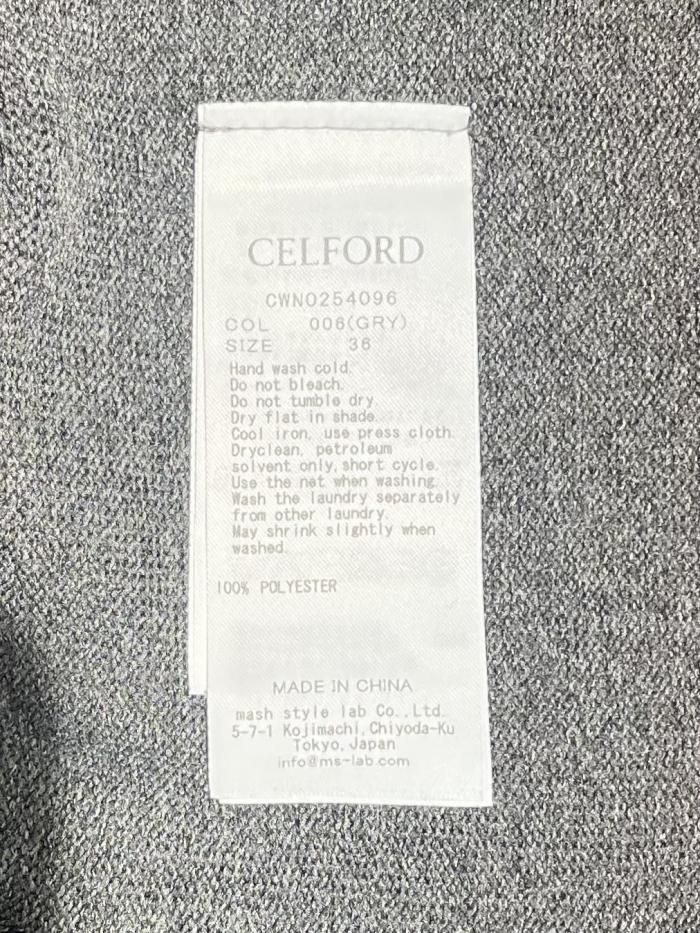 CELFORD
CWNO254096
COL 006(GRY)
SIZE 36
Hand wash cold.
Do not bleach.
Do not tumble dry.
Dry flat in shade.
Cool iron, use press cloth.
Dryclean, petroleum
solvent only, short cycle.
Use the net when washing.
Wash the laundry separately
from other laundry.
May shrink slightly when
washed.
100% POLYESTER
MADE IN CHINA
mash style lab Co.,Ltd.
5-7-1 Kojimachi, Chiyoda-Ku
Tokyo, Japan
info@ms-lab.com